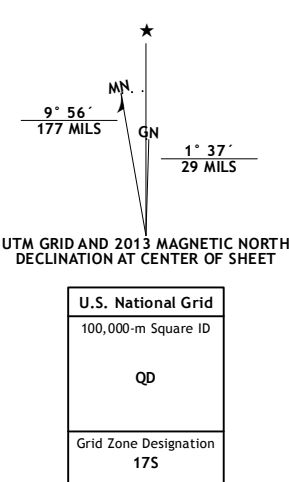 ★
MN
9° 56´
177 MILS
GN
1° 37´
29 MILS
UTM GRID AND 2013 MAGNETIC NORTH
DECLINATION AT CENTER OF SHEET
U.S. National Grid
100,000-m Square ID
QD
Grid Zone Designation
17S